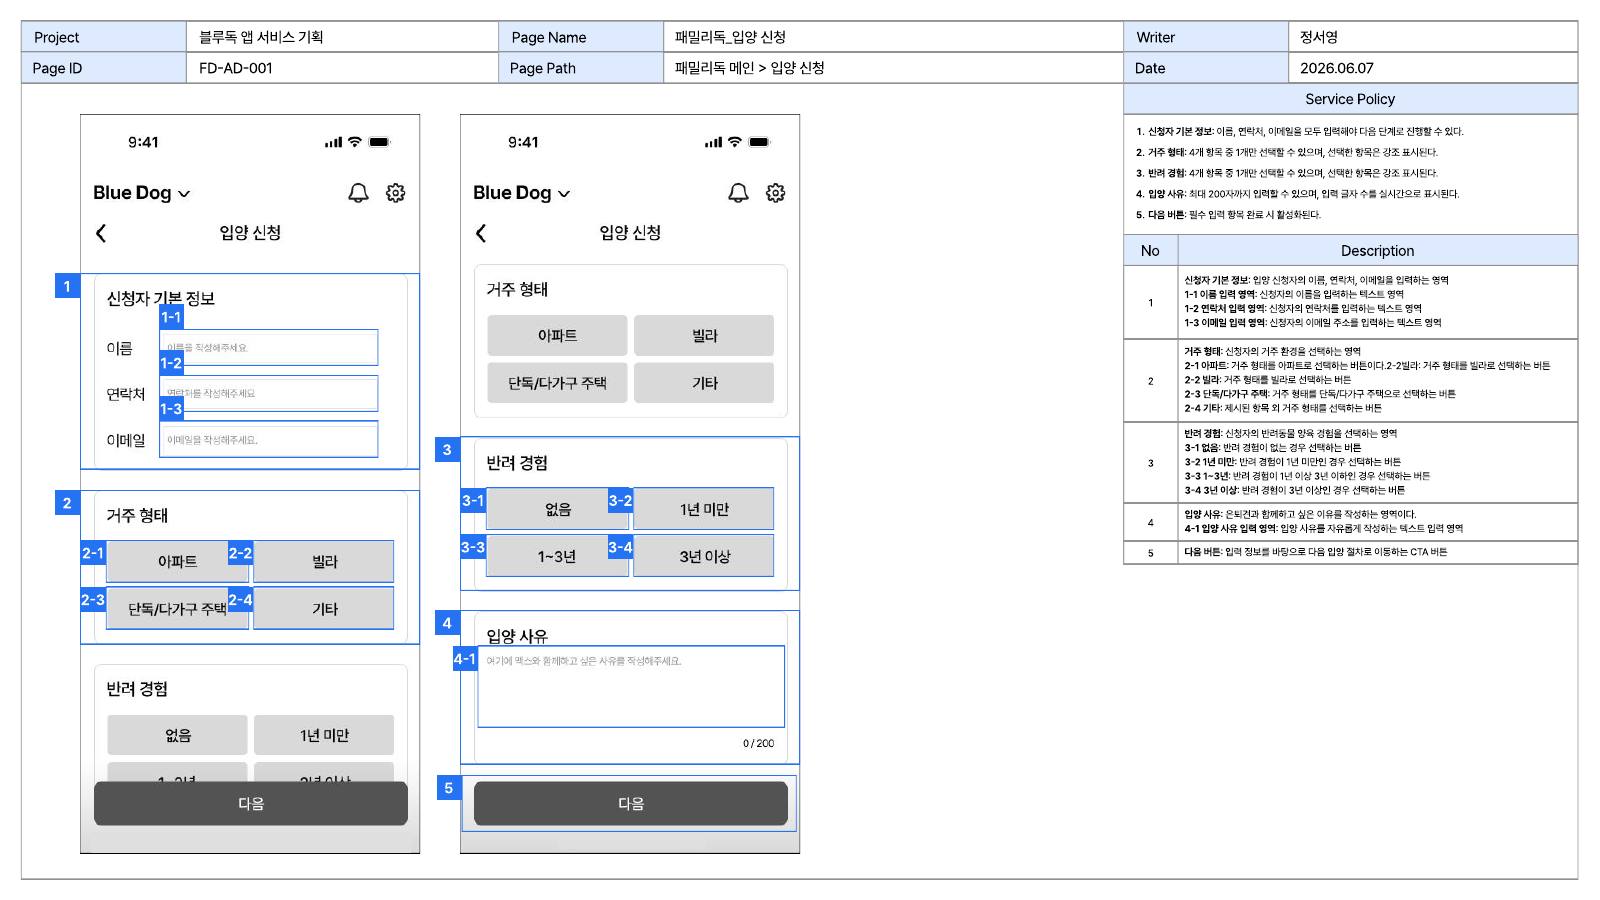 Project 블루독 앱 서비스 기획 Page Name 패밀리독_입양 신청 Writer 정서영
Page ID FD-AD-001 Page Path 패밀리독 메인 > 입양 신청 Date 2026.06.07
9:41
Blue Dog
입양 신청
1
신청자 기본 정보
1-1
이름 이름을 작성해주세요.
1-2
연락처 연락처를 작성해주세요
1-3
이메일 이메일을 작성해주세요.
2
거주 형태
2-1 아파트 2-2 빌라
2-3 단독/다가구 주택 2-4 기타
반려 경험
없음 1년 미만
1~3년 3년 이상
다음
9:41
Blue Dog
입양 신청
거주 형태
아파트 빌라
단독/다가구 주택 기타
3
반려 경험
3-1 없음 3-2 1년 미만
3-3 1~3년 3-4 3년 이상
4
입양 사유
4-1 여기에 맥스와 함께하고 싶은 사유를 작성해주세요.
0 / 200
5
다음
Service Policy
1. 신청자 기본 정보: 이름, 연락처, 이메일을 모두 입력해야 다음 단계로 진행할 수 있다.
2. 거주 형태: 4개 항목 중 1개만 선택할 수 있으며, 선택한 항목은 강조 표시된다.
3. 반려 경험: 4개 항목 중 1개만 선택할 수 있으며, 선택한 항목은 강조 표시된다.
4. 입양 사유: 최대 200자까지 입력할 수 있으며, 입력 글자 수를 실시간으로 표시된다.
5. 다음 버튼: 필수 입력 항목 완료 시 활성화된다.
No Description
1
신청자 기본 정보: 입양 신청자의 이름, 연락처, 이메일을 입력하는 영역
1-1 이름 입력 영역: 신청자의 이름을 입력하는 텍스트 영역
1-2 연락처 입력 영역: 신청자의 연락처를 입력하는 텍스트 영역
1-3 이메일 입력 영역: 신청자의 이메일 주소를 입력하는 텍스트 영역
2
거주 형태: 신청자의 거주 환경을 선택하는 영역
2-1 아파트: 거주 형태를 아파트로 선택하는 버튼이다.2-2빌라: 거주 형태를 빌라로 선택하는 버튼
2-2 빌라: 거주 형태를 빌라로 선택하는 버튼
2-3 단독/다가구 주택: 거주 형태를 단독/다가구 주택으로 선택하는 버튼
2-4 기타: 제시된 항목 외 거주 형태를 선택하는 버튼
3
반려 경험: 신청자의 반려동물 양육 경험을 선택하는 영역
3-1 없음: 반려 경험이 없는 경우 선택하는 버튼
3-2 1년 미만: 반려 경험이 1년 미만인 경우 선택하는 버튼
3-3 1~3년: 반려 경험이 1년 이상 3년 이하인 경우 선택하는 버튼
3-4 3년 이상: 반려 경험이 3년 이상인 경우 선택하는 버튼
4
입양 사유: 은퇴견과 함께하고 싶은 이유를 작성하는 영역이다.
4-1 입양 사유 입력 영역: 입양 사유를 자유롭게 작성하는 텍스트 입력 영역
5
다음 버튼: 입력 정보를 바탕으로 다음 입양 절차로 이동하는 CTA 버튼